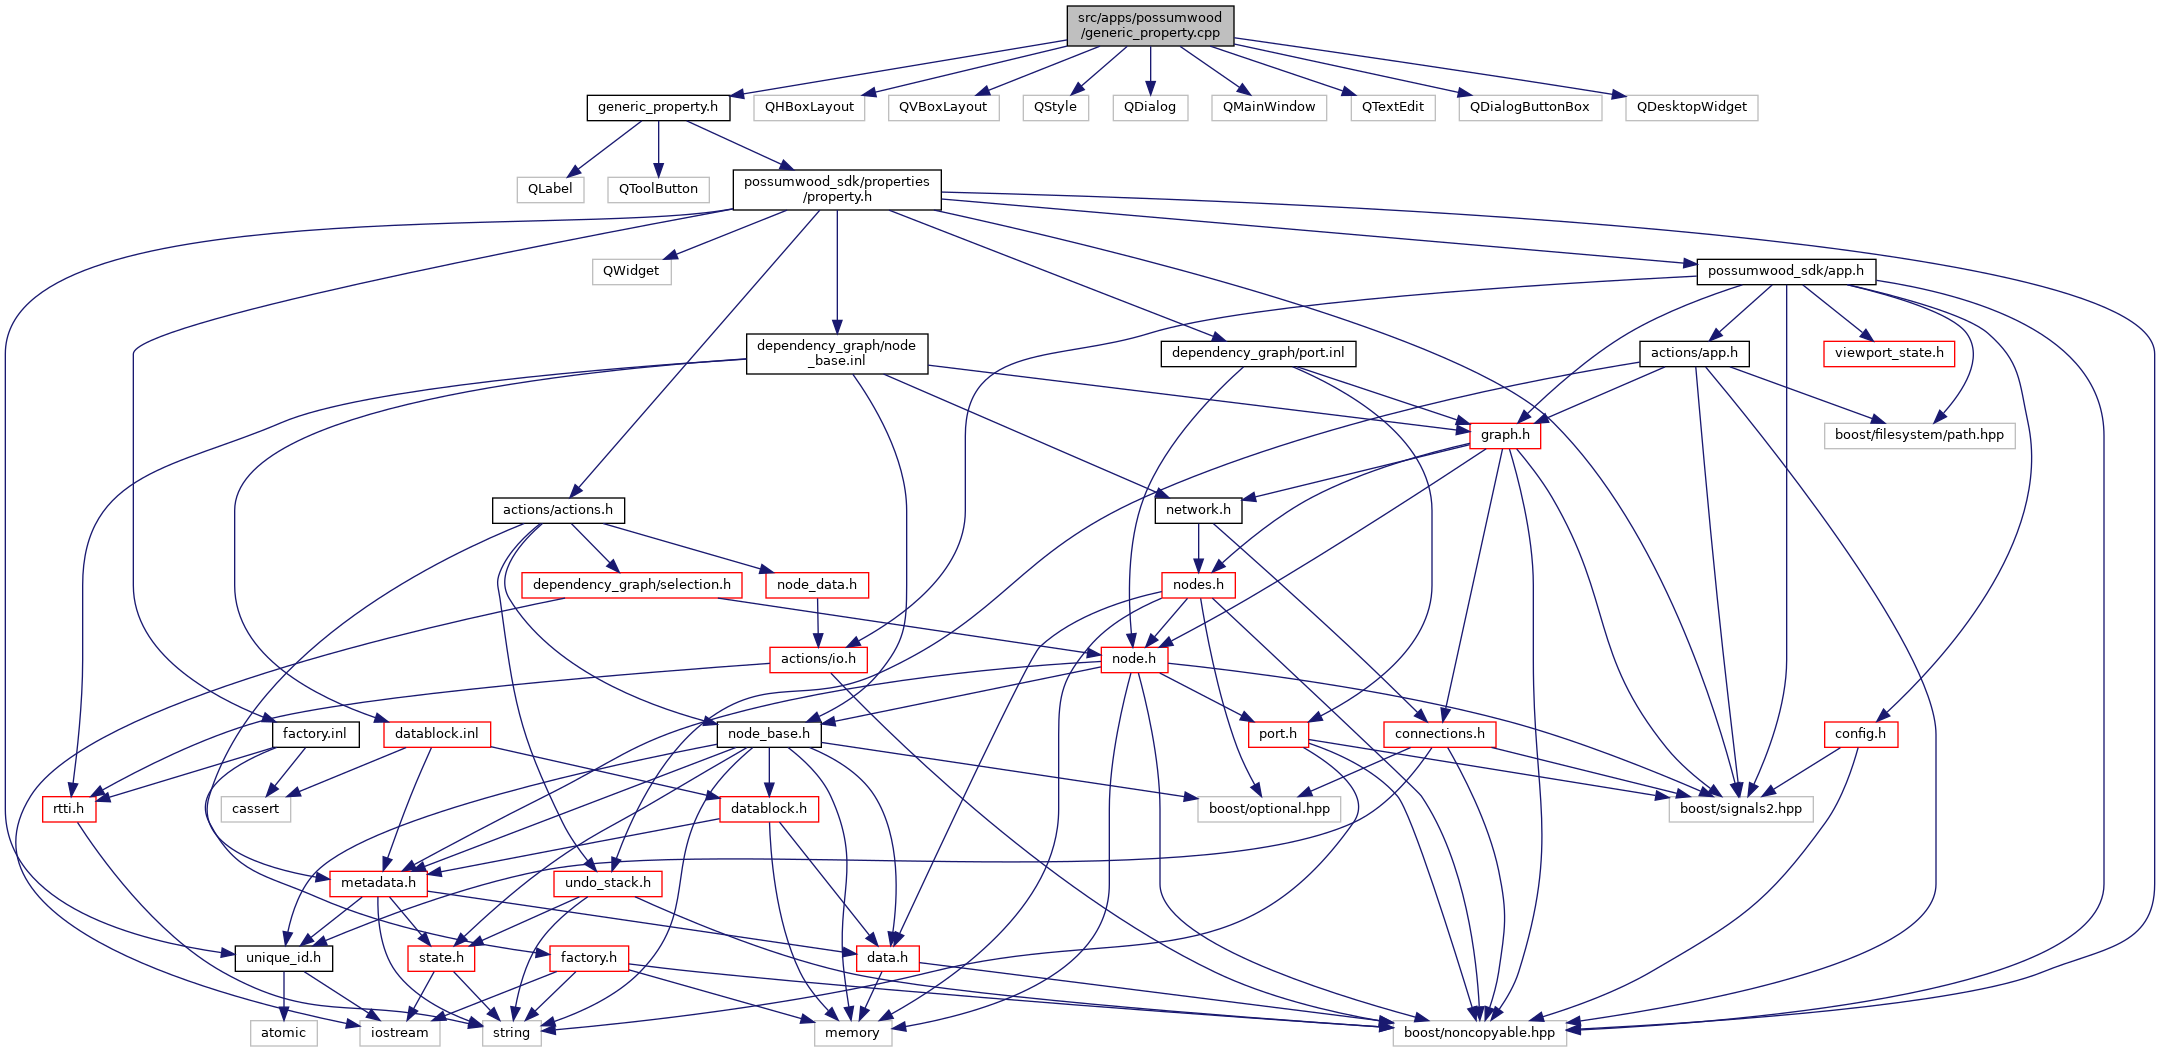 src/apps/possumwood
/generic_property.cpp
generic_property.h
QHBoxLayout
QVBoxLayout
QStyle
QDialog
QMainWindow
QTextEdit
QDialogButtonBox
QDesktopWidget
QLabel
QToolButton
possumwood_sdk/properties
/property.h
QWidget
possumwood_sdk/app.h
dependency_graph/node
_base.inl
dependency_graph/port.inl
actions/app.h
viewport_state.h
graph.h
boost/filesystem/path.hpp
actions/actions.h
network.h
dependency_graph/selection.h
node_data.h
nodes.h
actions/io.h
node.h
factory.inl
datablock.inl
node_base.h
port.h
connections.h
config.h
rtti.h
cassert
datablock.h
boost/optional.hpp
boost/signals2.hpp
metadata.h
undo_stack.h
unique_id.h
state.h
factory.h
data.h
atomic
iostream
string
memory
boost/noncopyable.hpp